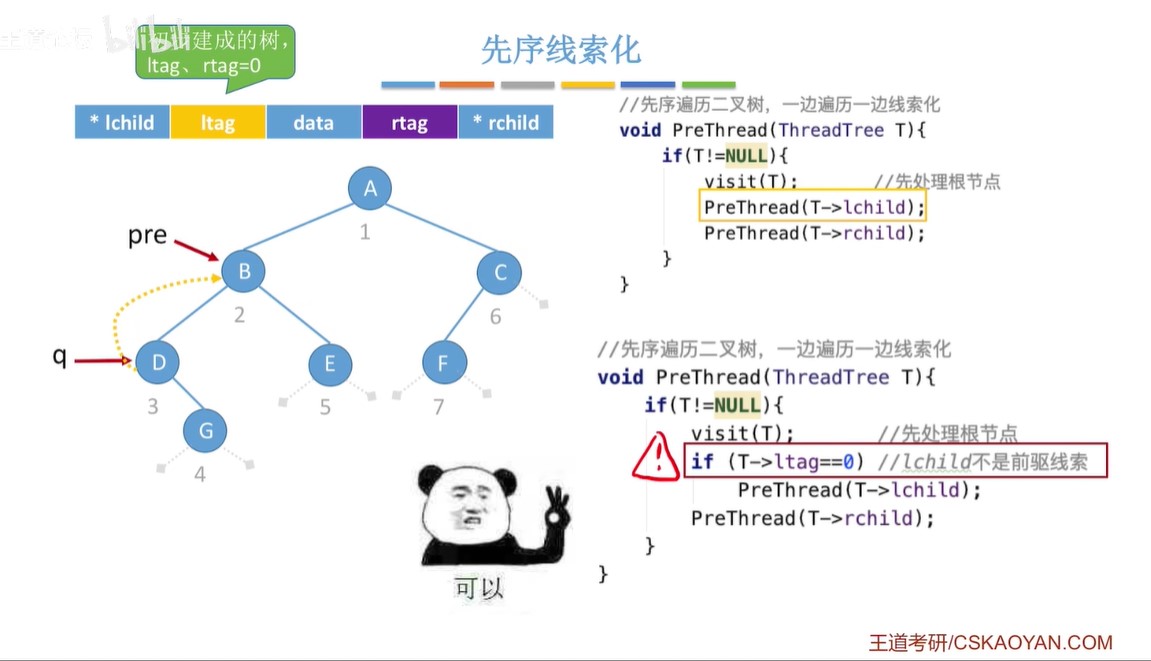 bilibili
初步建成的树，
ltag、rtag=0
先序线索化
* lchild ltag data rtag * rchild
A
1
pre
B
2
C
6
q
D
3
E
5
F
7
G
4
可以
//先序遍历二叉树，一边遍历一边线索化
void PreThread(ThreadTree T){
if(T!=NULL){
visit(T); //先处理根节点
PreThread(T->lchild);
PreThread(T->rchild);
}
}
//先序遍历二叉树，一边遍历一边线索化
void PreThread(ThreadTree T){
if(T!=NULL){
visit(T); //先处理根节点
!
if (T->ltag==0) //lchild不是前驱线索
PreThread(T->lchild);
PreThread(T->rchild);
}
}
王道考研/CSKAOYAN.COM